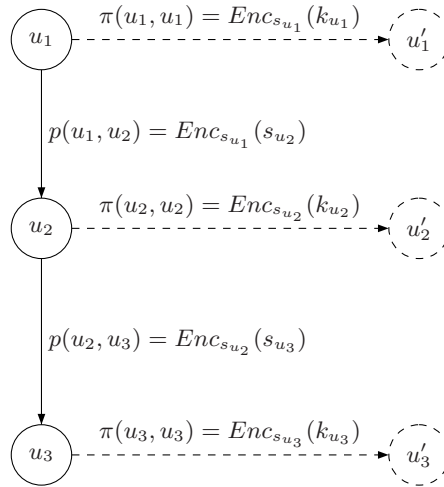 u₁ π(u₁, u₁) = Enc_{s_{u₁}}(k_{u₁}) u′₁
p(u₁, u₂) = Enc_{s_{u₁}}(s_{u₂})
u₂ π(u₂, u₂) = Enc_{s_{u₂}}(k_{u₂}) u′₂
p(u₂, u₃) = Enc_{s_{u₂}}(s_{u₃})
u₃ π(u₃, u₃) = Enc_{s_{u₃}}(k_{u₃}) u′₃